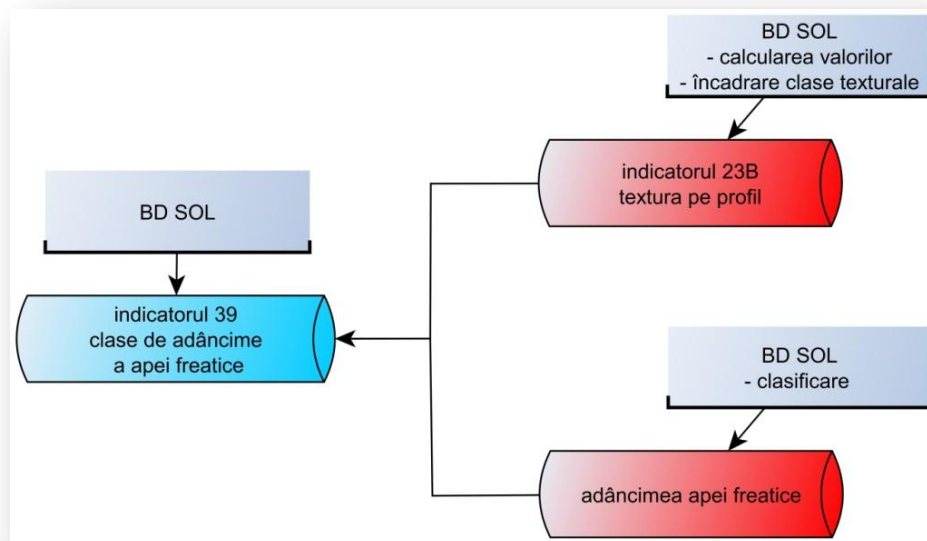 BD SOL
- calcularea valorilor
- încadrare clase texturale
indicatorul 23B
textura pe profil
BD SOL
indicatorul 39
clase de adâncime
a apei freatice
BD SOL
- clasificare
adâncimea apei freatice